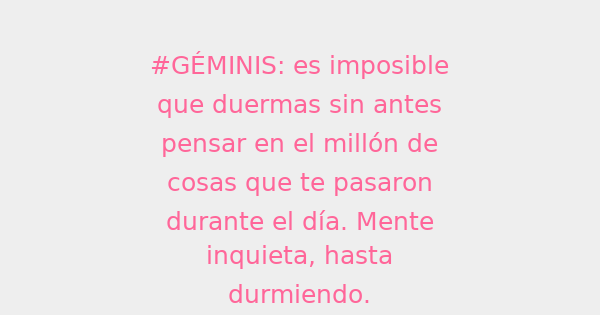 #GÉMINIS: es imposible
que duermas sin antes
pensar en el millón de
cosas que te pasaron
durante el día. Mente
inquieta, hasta
durmiendo.